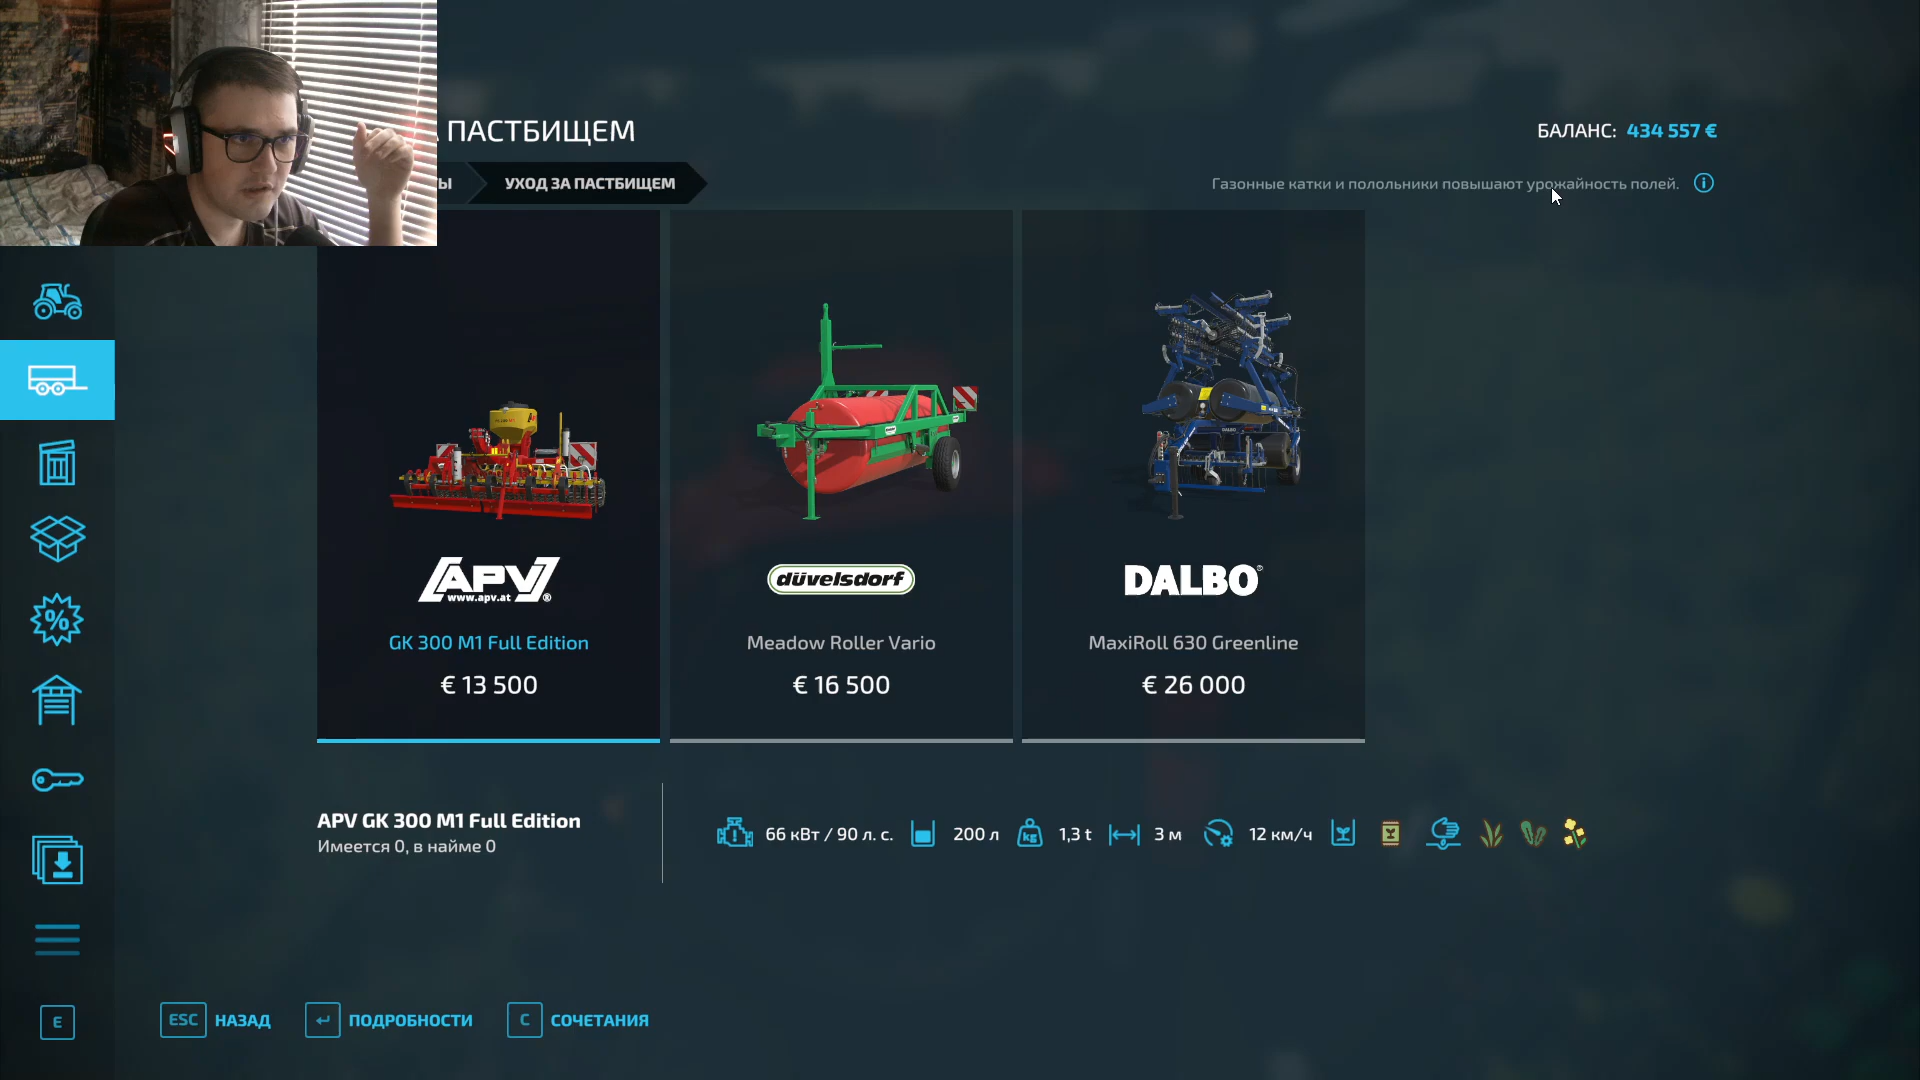 ПАСТБИЩЕМ
БАЛАНС: 434 557 €
УХОД ЗА ПАСТБИЩЕМ
Газонные катки и полольники повышают урожайность полей.
APV
www.apv.at
düvelsdorf
DALBO
GK 300 M1 Full Edition
Meadow Roller Vario
MaxiRoll 630 Greenline
€ 13 500
€ 16 500
€ 26 000
APV GK 300 M1 Full Edition
Имеется 0, в найме 0
66 кВт / 90 л. с.
200 л
kg
1,3 t
3 м
12 км/ч
E
ESC НАЗАД
ПОДРОБНОСТИ
C СОЧЕТАНИЯ